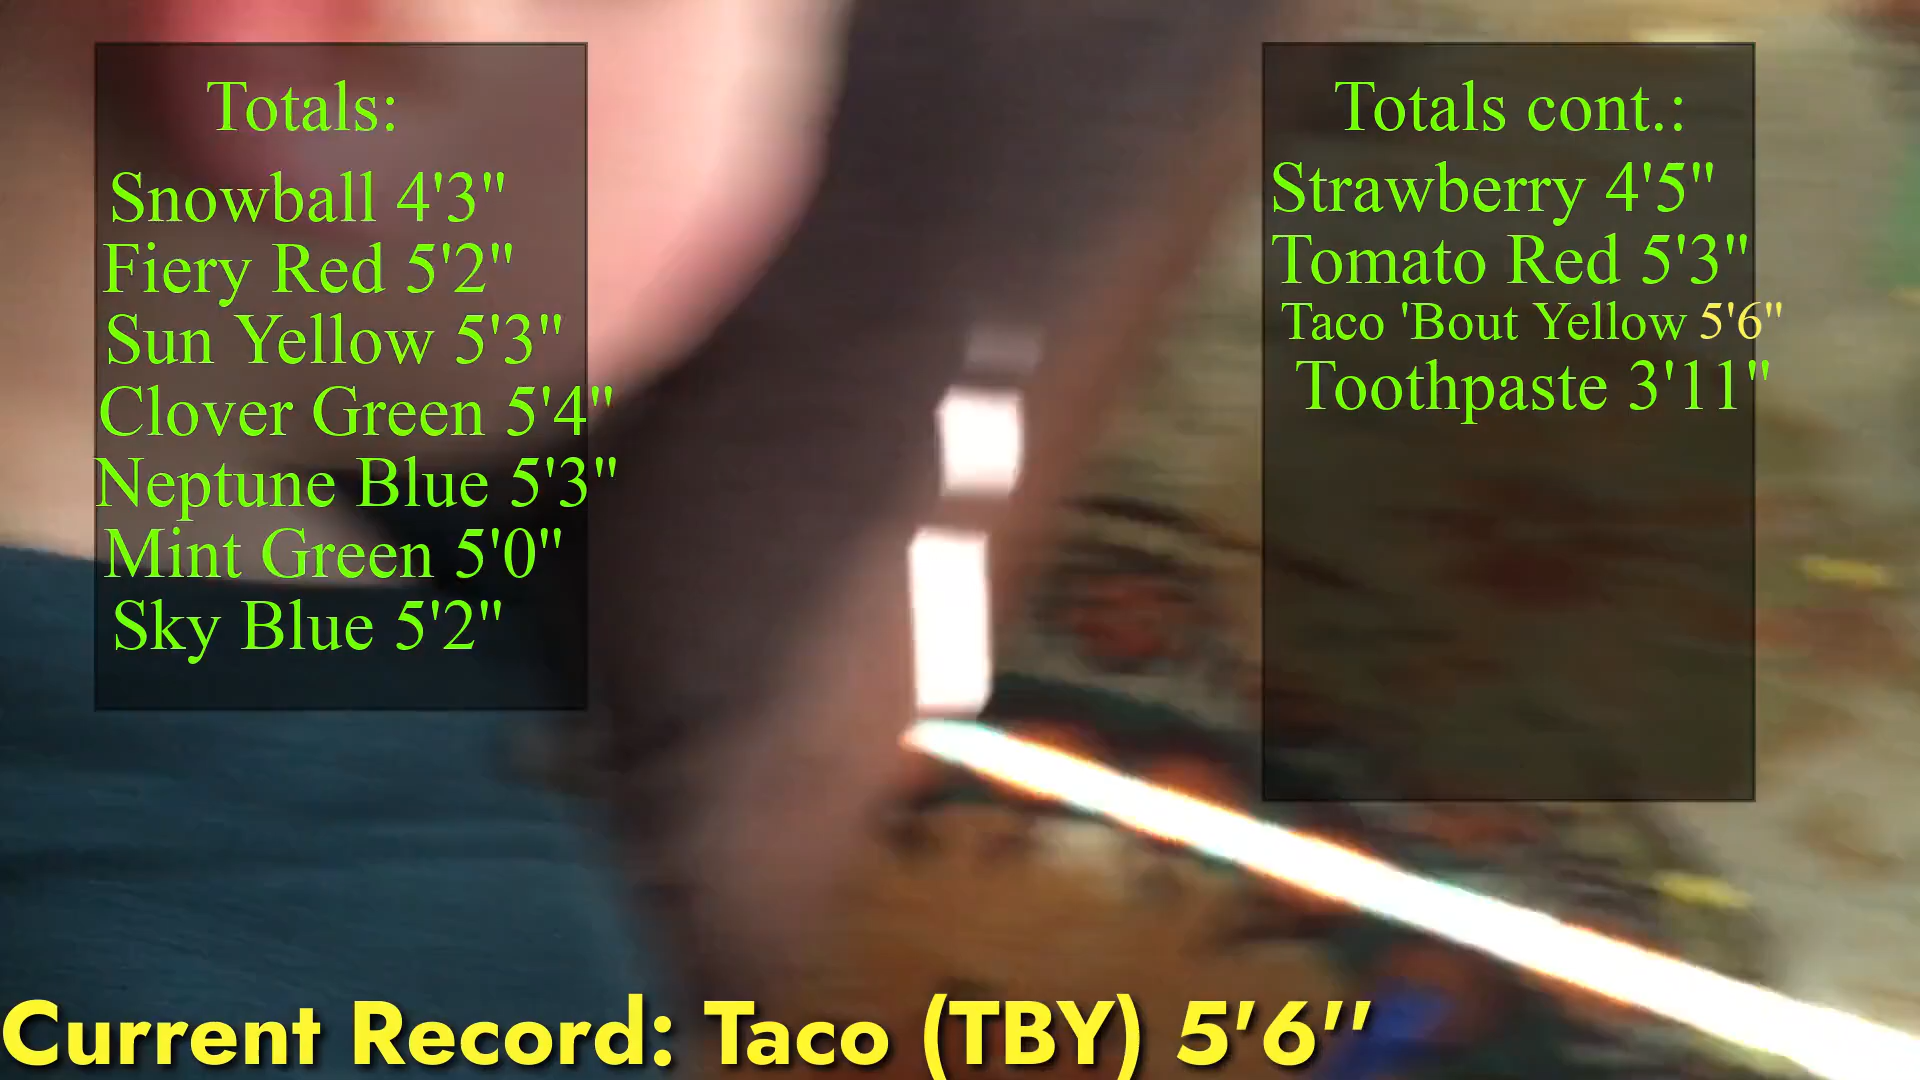 Totals:
Snowball 4'3"
Fiery Red 5'2"
Sun Yellow 5'3"
Clover Green 5'4"
Neptune Blue 5'3"
Mint Green 5'0"
Sky Blue 5'2"
Totals cont.:
Strawberry 4'5"
Tomato Red 5'3"
Taco 'Bout Yellow 5'6"
Toothpaste 3'11"
Current Record: Taco (TBY) 5'6''